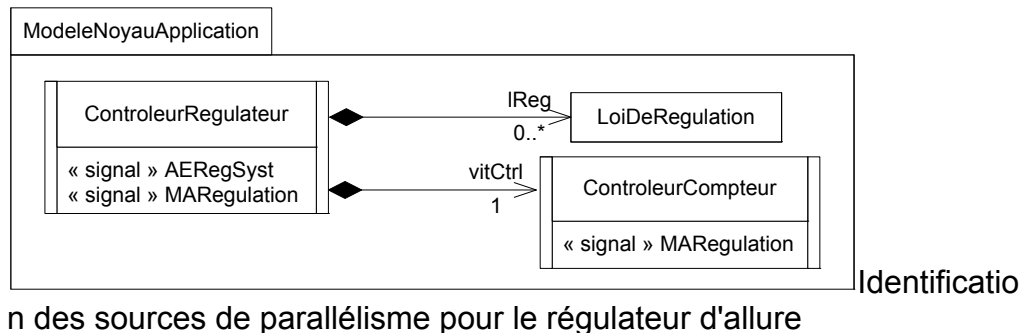 ModeleNoyauApplication
ControleurRegulateur
« signal » AERegSyst
« signal » MARegulation
lReg
0..*
LoiDeRegulation
vitCtrl
1
ControleurCompteur
« signal » MARegulation
Identificatio
n des sources de parallélisme pour le régulateur d'allure